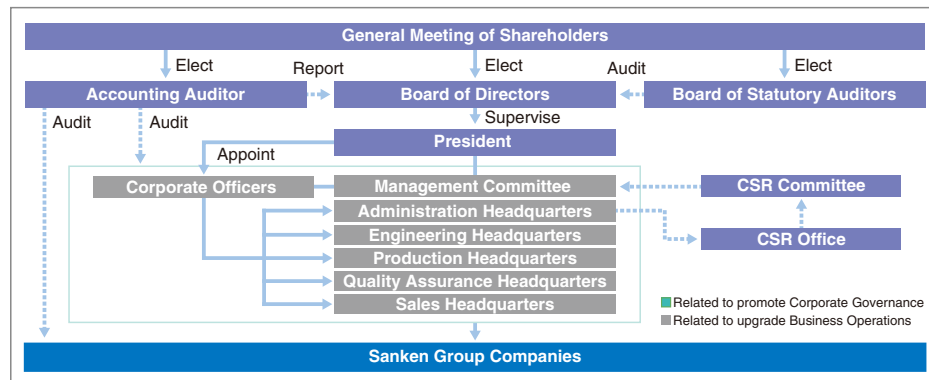 General Meeting of Shareholders
Elect
Report
Elect
Audit
Elect
Accounting Auditor
Board of Directors
Board of Statutory Auditors
Audit
Audit
Supervise
President
Appoint
Corporate Officers
Management Committee
CSR Committee
Administration Headquarters
Engineering Headquarters
CSR Office
Production Headquarters
Quality Assurance Headquarters
Sales Headquarters
Related to promote Corporate Governance
Related to upgrade Business Operations
Sanken Group Companies